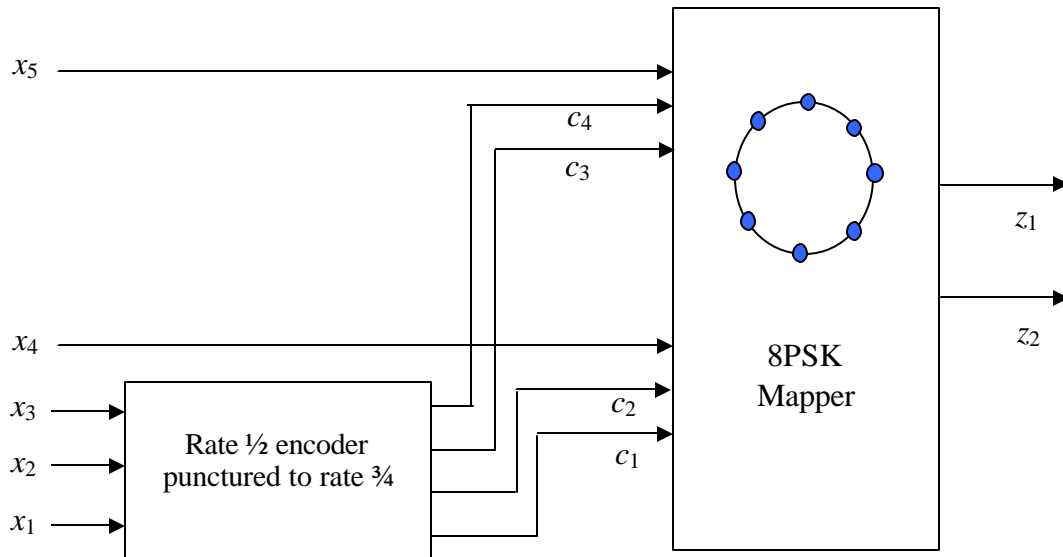 x5
c4
c3
z1
z2
x4
8PSK
Mapper
x3
c2
Rate ½ encoder
punctured to rate ¾
c1
x2
x1